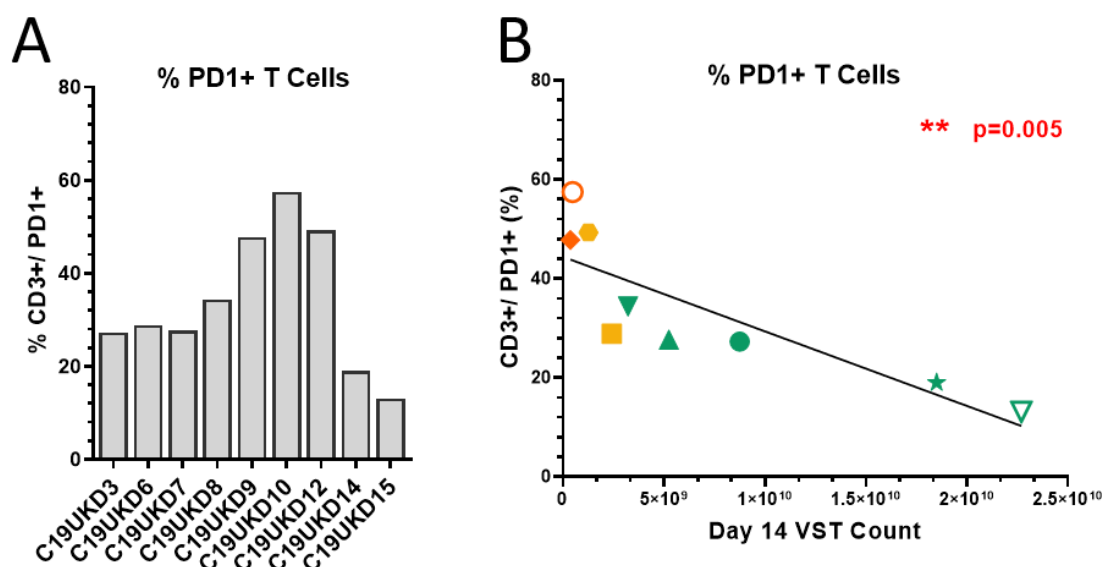 A
% PD1+ T Cells
% CD3+/ PD1+
80
60
40
20
0
C19UKD3
C19UKD6
C19UKD7
C19UKD8
C19UKD9
C19UKD10
C19UKD12
C19UKD14
C19UKD15
B
% PD1+ T Cells
** p=0.005
CD3+/ PD1+ (%)
80
60
40
20
0
0 5×10⁹ 1×10¹⁰ 1.5×10¹⁰ 2×10¹⁰ 2.5×10¹⁰
Day 14 VST Count